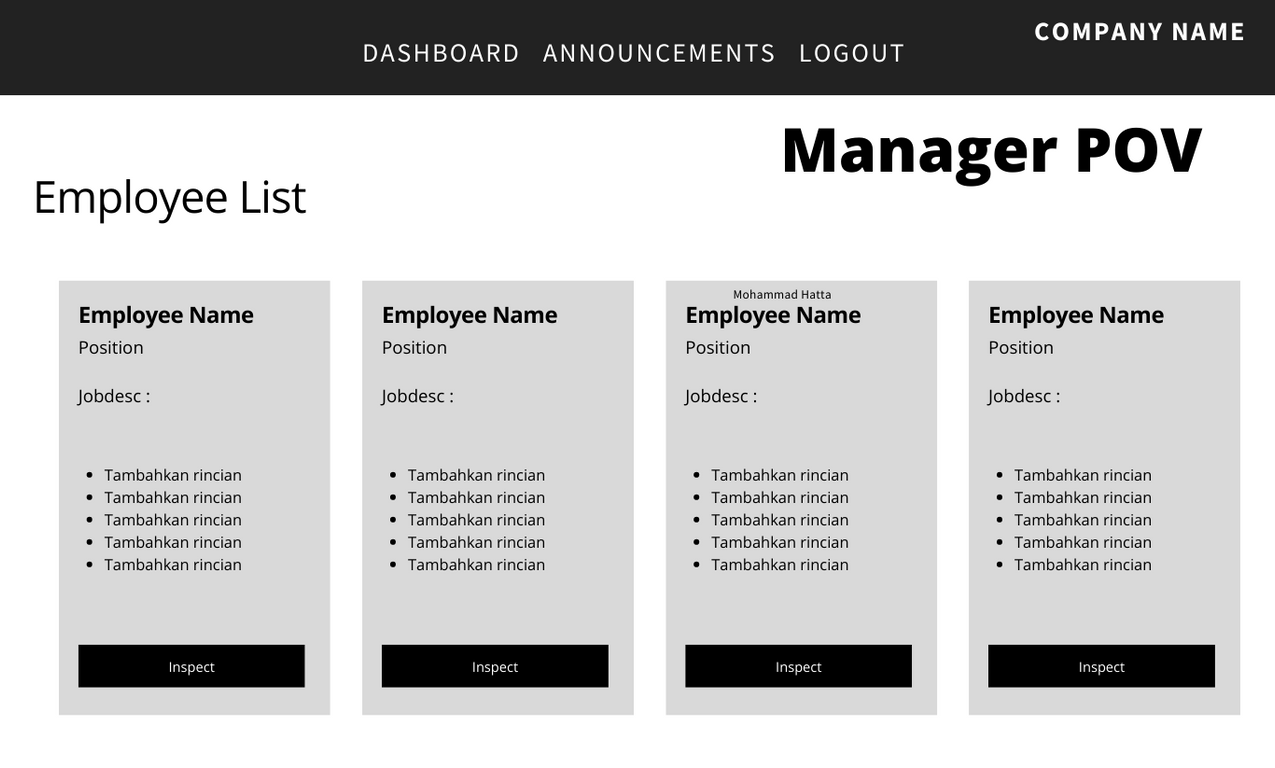 COMPANY NAME
DASHBOARD ANNOUNCEMENTS LOGOUT
Manager POV
Employee List
Employee Name
Position
Jobdesc :
Tambahkan rincian
Tambahkan rincian
Tambahkan rincian
Tambahkan rincian
Tambahkan rincian
Inspect
Employee Name
Position
Jobdesc :
Tambahkan rincian
Tambahkan rincian
Tambahkan rincian
Tambahkan rincian
Tambahkan rincian
Inspect
Mohammad Hatta
Employee Name
Position
Jobdesc :
Tambahkan rincian
Tambahkan rincian
Tambahkan rincian
Tambahkan rincian
Tambahkan rincian
Inspect
Employee Name
Position
Jobdesc :
Tambahkan rincian
Tambahkan rincian
Tambahkan rincian
Tambahkan rincian
Tambahkan rincian
Inspect